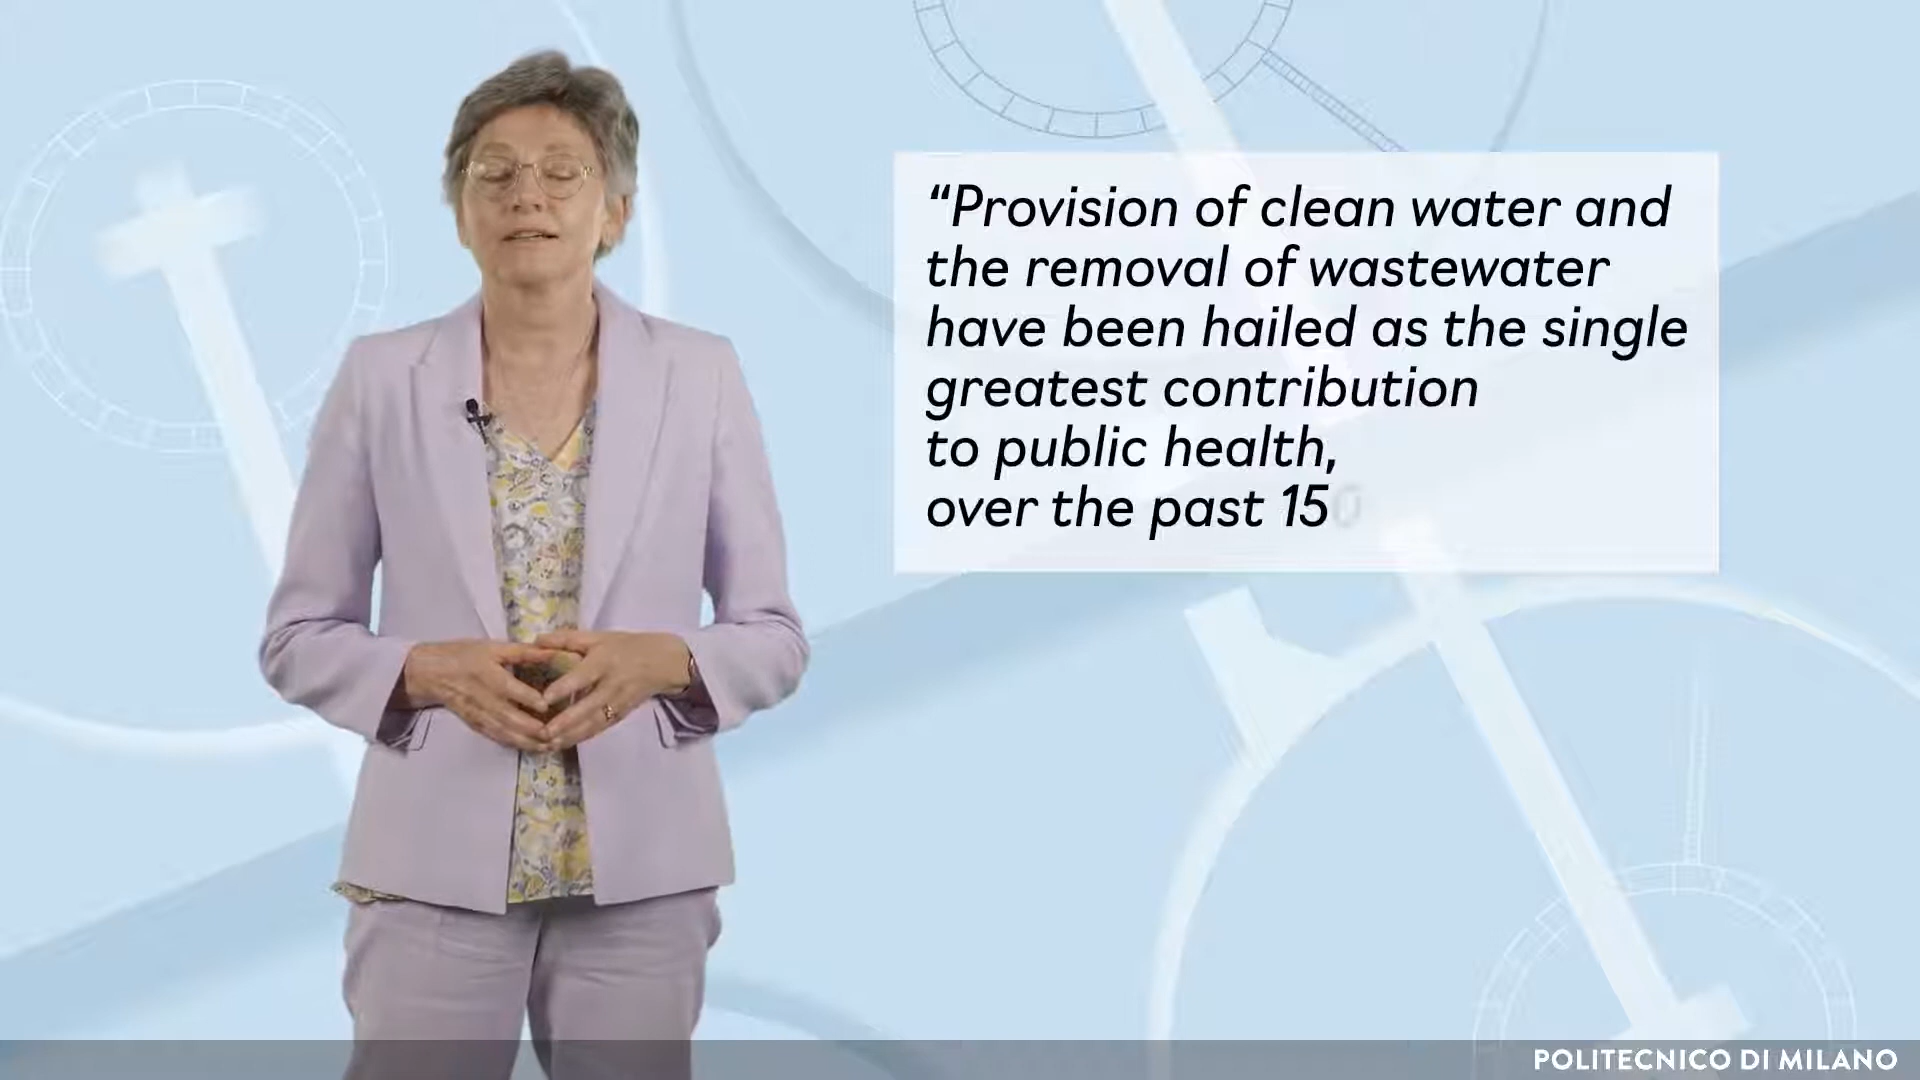 “Provision of clean water and
the removal of wastewater
have been hailed as the single
greatest contribution
to public health,
over the past 150
POLITECNICO DI MILANO